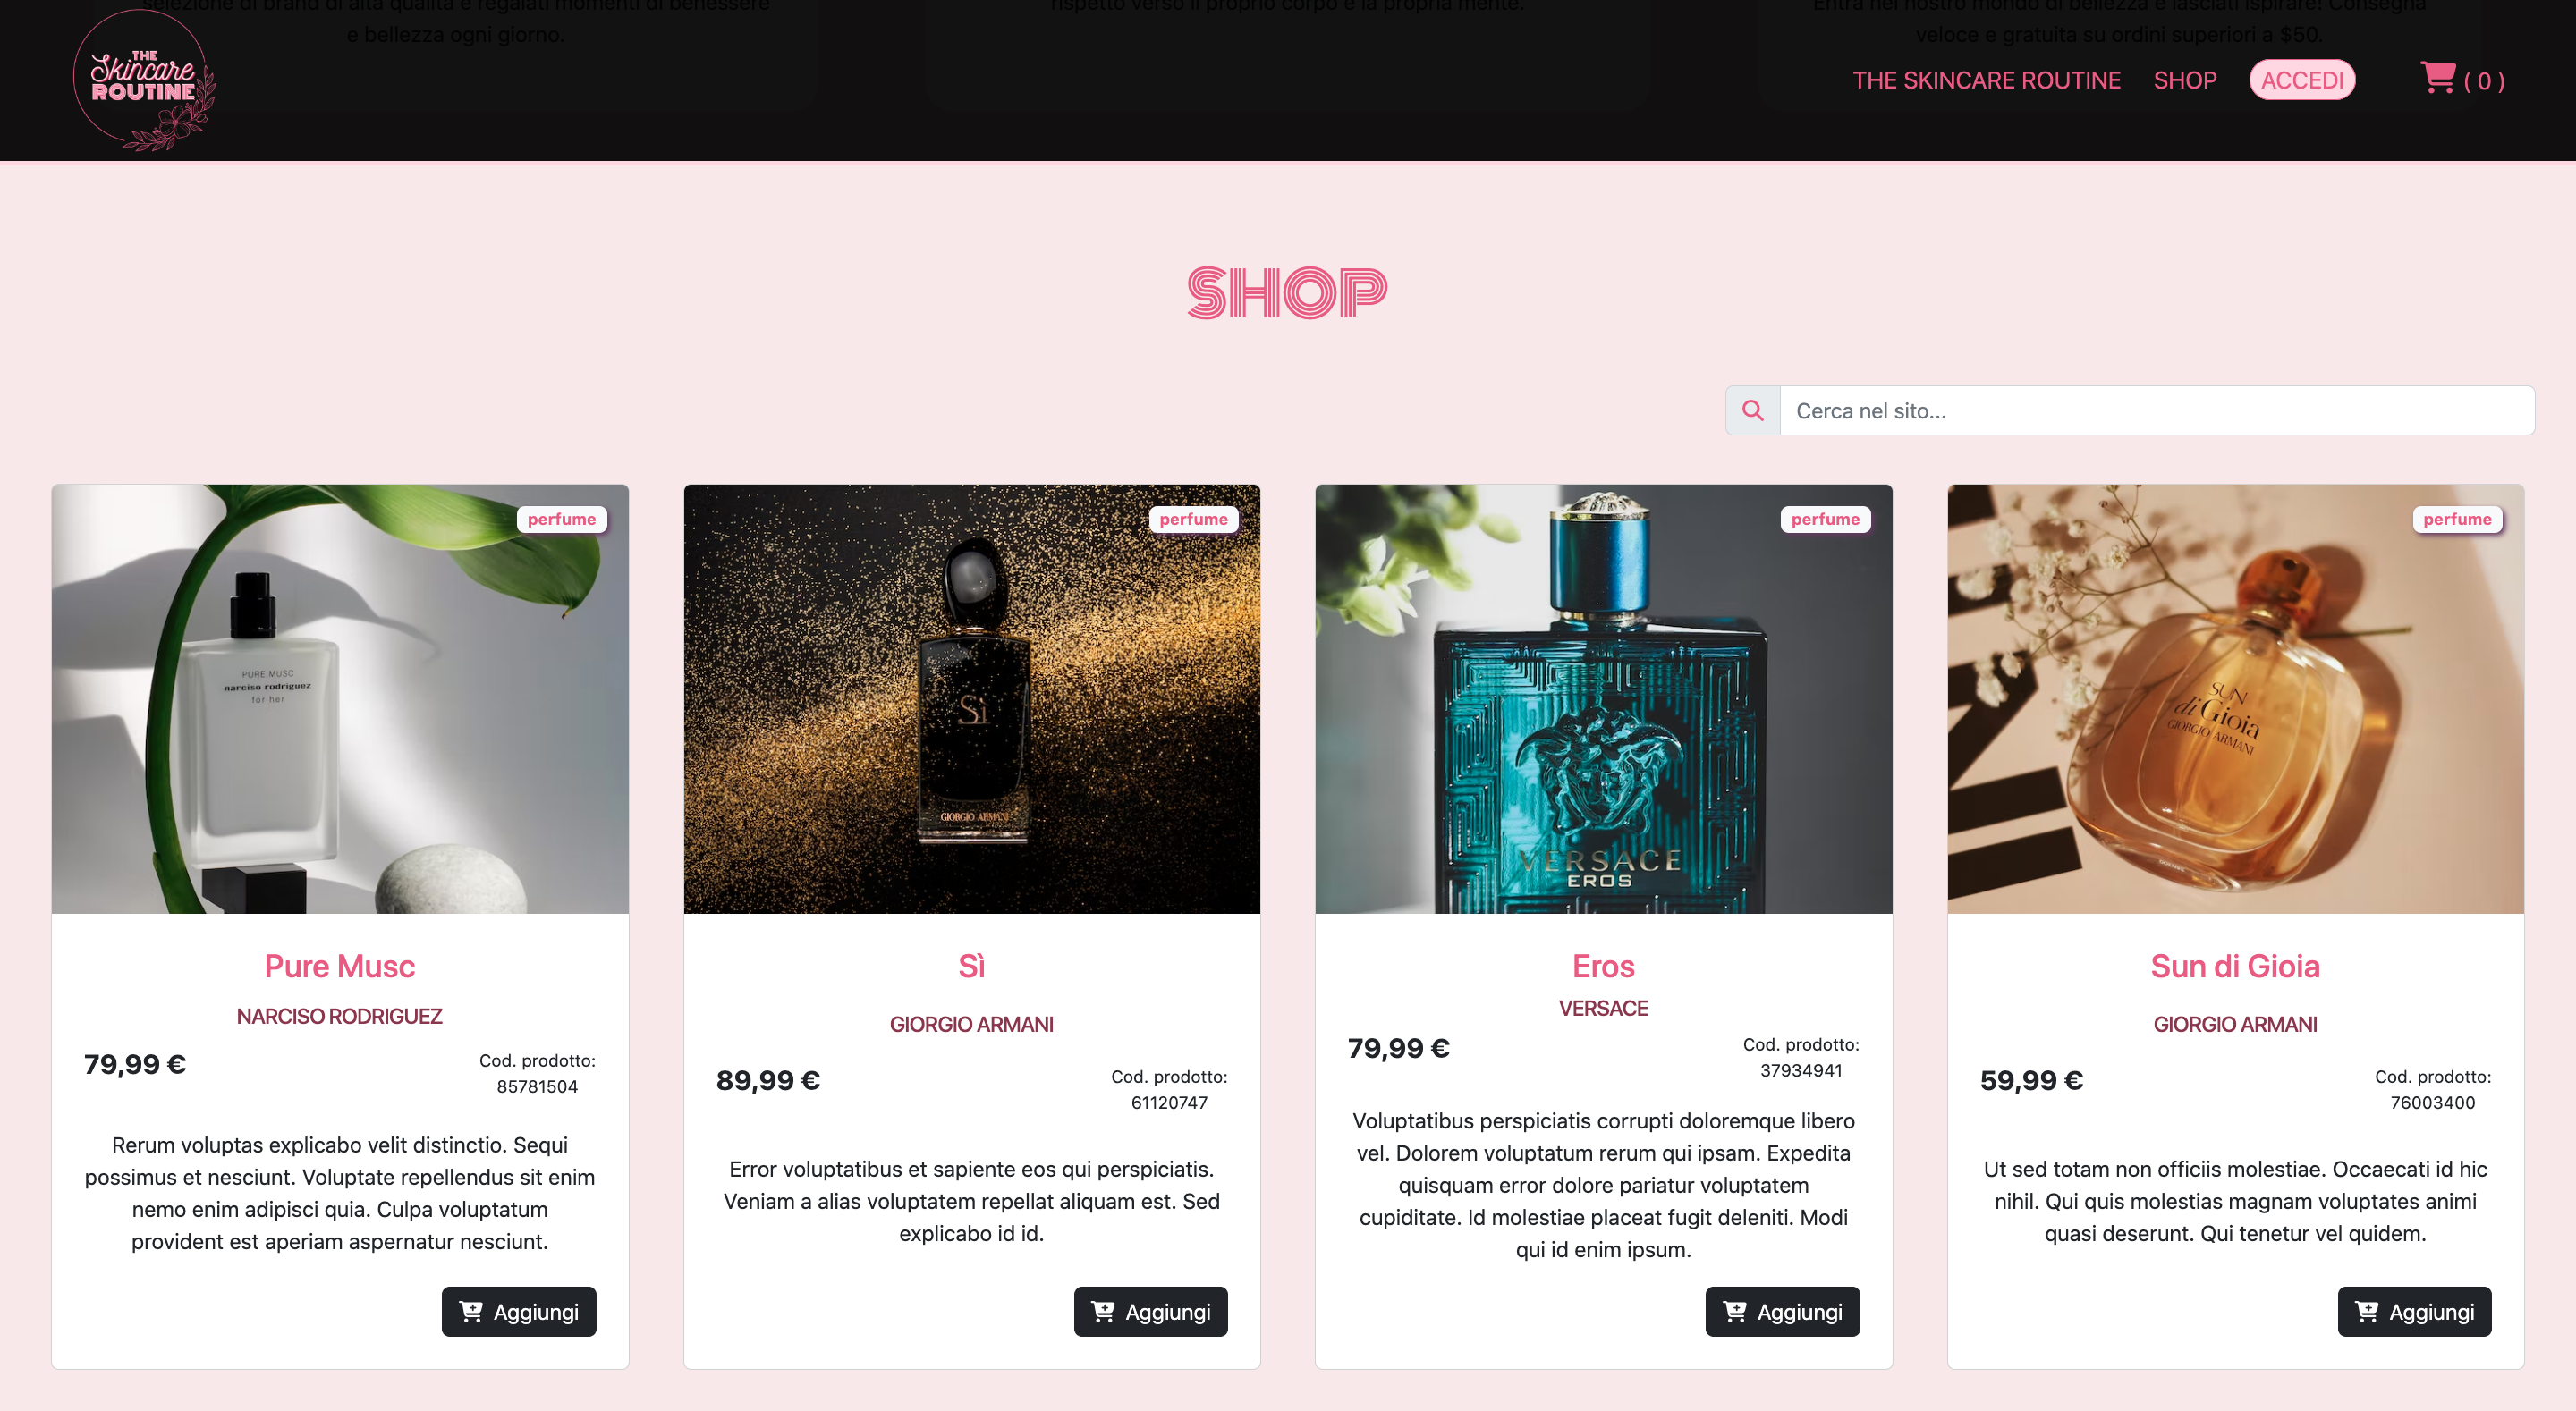 selezione di brand di alta qualità e regalati momenti di benessere
e bellezza ogni giorno.
rispetto verso il proprio corpo e la propria mente.
Entra nel nostro mondo di bellezza e lasciati ispirare! Consegna
veloce e gratuita su ordini superiori a $50.
THE
Skincare
ROUTINE
THE SKINCARE ROUTINE
SHOP
ACCEDI
( 0 )
SHOP
Cerca nel sito...
perfume
PURE MUSC
narciso rodriguez
for her
Pure Musc
NARCISO RODRIGUEZ
79,99 €
Cod. prodotto:
85781504
Rerum voluptas explicabo velit distinctio. Sequi
possimus et nesciunt. Voluptate repellendus sit enim
nemo enim adipisci quia. Culpa voluptatum
provident est aperiam aspernatur nesciunt.
Aggiungi
perfume
Sì
GIORGIO ARMANI
Sì
GIORGIO ARMANI
89,99 €
Cod. prodotto:
61120747
Error voluptatibus et sapiente eos qui perspiciatis.
Veniam a alias voluptatem repellat aliquam est. Sed
explicabo id id.
Aggiungi
perfume
VERSACE
EROS
Eros
VERSACE
79,99 €
Cod. prodotto:
37934941
Voluptatibus perspiciatis corrupti doloremque libero
vel. Dolorem voluptatum rerum qui ipsam. Expedita
quisquam error dolore pariatur voluptatem
cupiditate. Id molestiae placeat fugit deleniti. Modi
qui id enim ipsum.
Aggiungi
perfume
SUN
di Gioia
GIORGIO ARMANI
Sun di Gioia
GIORGIO ARMANI
59,99 €
Cod. prodotto:
76003400
Ut sed totam non officiis molestiae. Occaecati id hic
nihil. Qui quis molestias magnam voluptates animi
quasi deserunt. Qui tenetur vel quidem.
Aggiungi